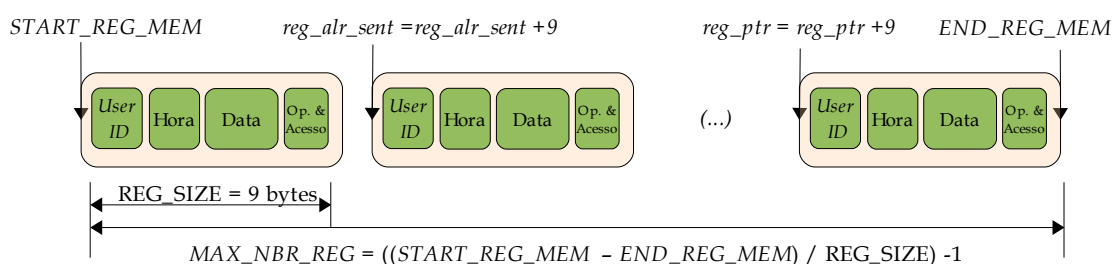 START_REG_MEM
reg_alr_sent =reg_alr_sent +9
reg_ptr = reg_ptr +9
END_REG_MEM
User ID Hora Data Op. & Acesso
User ID Hora Data Op. & Acesso
(...)
User ID Hora Data Op. & Acesso
REG_SIZE = 9 bytes
MAX_NBR_REG = ((START_REG_MEM – END_REG_MEM) / REG_SIZE) -1